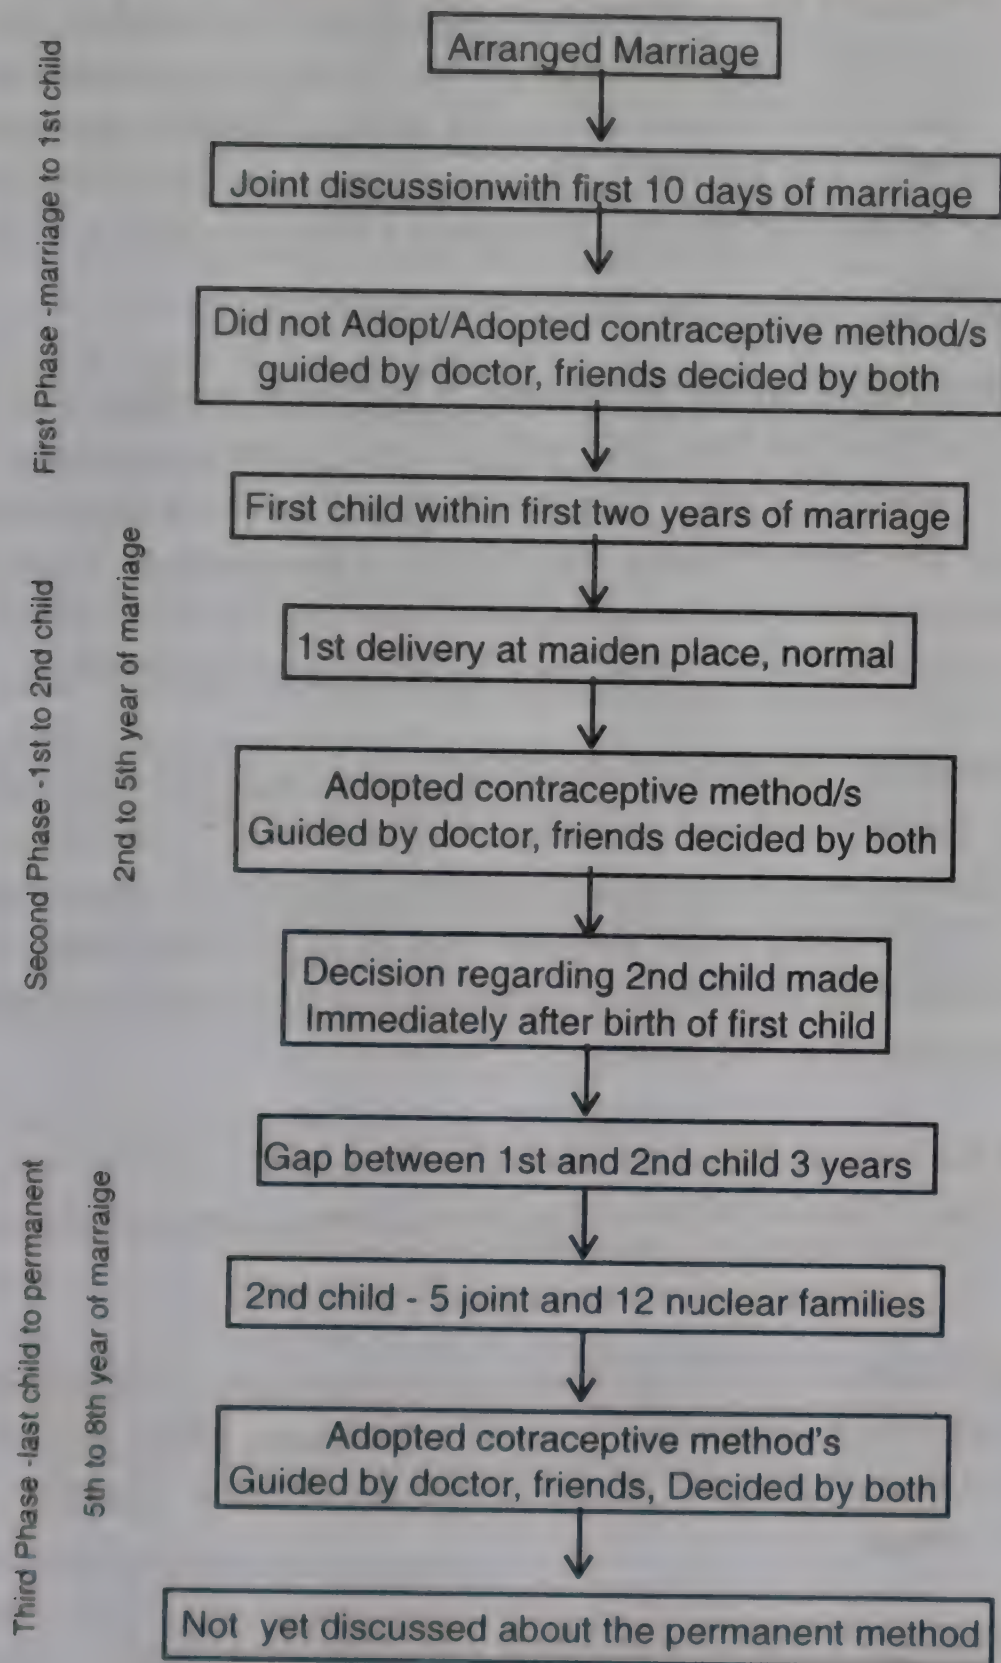 Arranged Marriage
Joint discussionwith first 10 days of marriage
Did not Adopt/Adopted contraceptive method/s
guided by doctor, friends decided by both
First child within first two years of marriage
1st delivery at maiden place, normal
Adopted contraceptive method/s
Guided by doctor, friends decided by both
Decision regarding 2nd child made
Immediately after birth of first child
Gap between 1st and 2nd child 3 years
2nd child - 5 joint and 12 nuclear families
Adopted cotraceptive method's
Guided by doctor, friends, Decided by both
Not yet discussed about the permanent method
First Phase -marriage to 1st child
Second Phase -1st to 2nd child
2nd to 5th year of marriage
Third Phase -last child to permanent
5th to 8th year of marraige